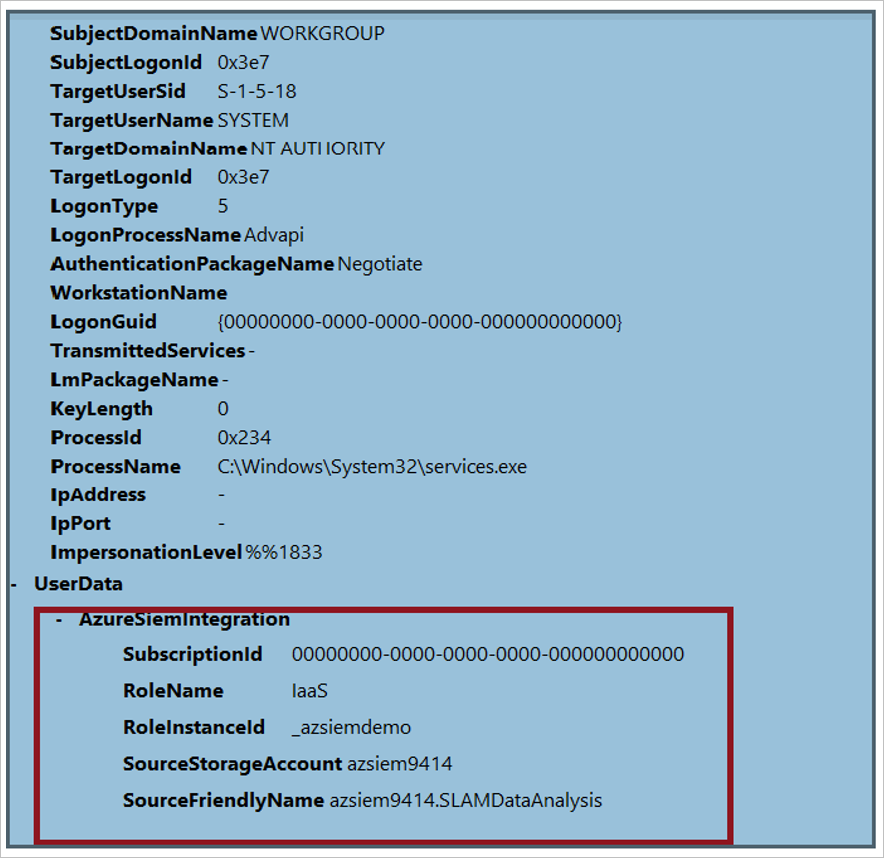 SubjectDomainName WORKGROUP
SubjectLogonId 0x3e7
TargetUserSid S-1-5-18
TargetUserName SYSTEM
TargetDomainName NT AUTHORITY
TargetLogonId 0x3e7
LogonType 5
LogonProcessName Advapi
AuthenticationPackageName Negotiate
WorkstationName
LogonGuid {00000000-0000-0000-0000-000000000000}
TransmittedServices -
LmPackageName -
KeyLength 0
ProcessId 0x234
ProcessName C:\Windows\System32\services.exe
IpAddress -
IpPort -
ImpersonationLevel %%1833
- UserData
- AzureSiemIntegration
SubscriptionId 00000000-0000-0000-0000-000000000000
RoleName IaaS
RoleInstanceId _azsiemdemo
SourceStorageAccount azsiem9414
SourceFriendlyName azsiem9414.SLAMDataAnalysis